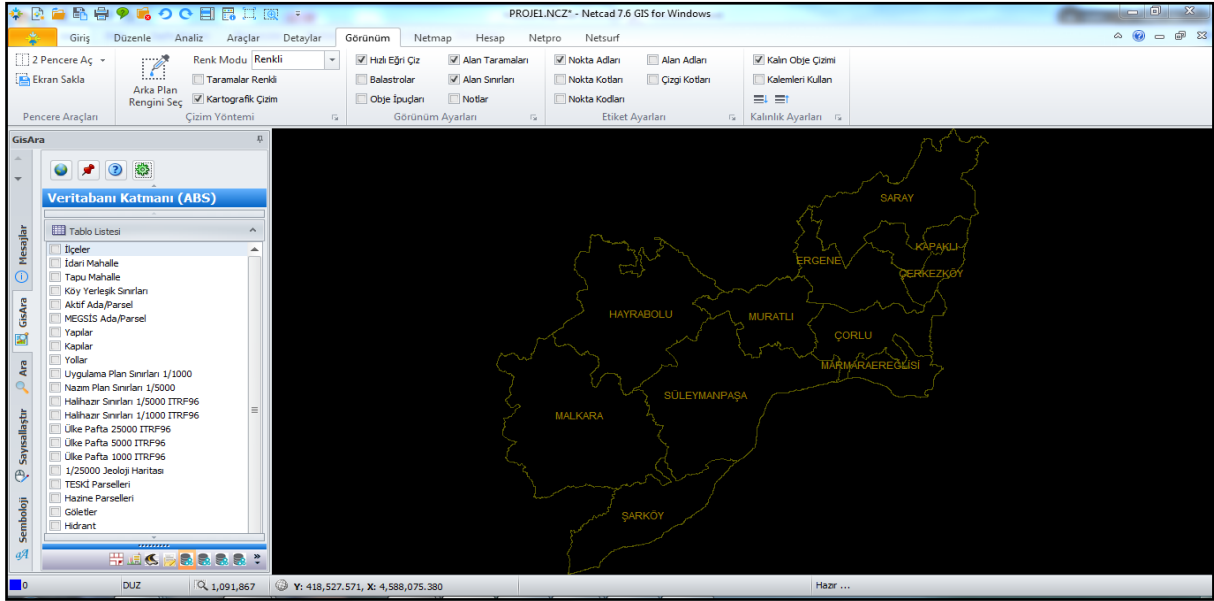 PROJE1.NCZ* - Netcad 7.6 GIS for Windows
Giriş Düzenle Analiz Araçlar Detaylar Görünüm Netmap Hesap Netpro Netsurf
2 Pencere Aç
Ekran Sakla
Pencere Araçları
Arka Plan
Rengini Seç
Renk Modu Renkli
Taramalar Renkli
Kartografik Çizim
Çizim Yöntemi
Hızlı Eğri Çiz
Balastrolar
Obje İpuçları
Alan Taramaları
Alan Sınırları
Notlar
Görünüm Ayarları
Nokta Adları
Nokta Kotları
Nokta Kodları
Alan Adları
Çizgi Kotları
Etiket Ayarları
Kalın Obje Çizimi
Kalemleri Kullan
Kalınlık Ayarları
GisAra
Mesajlar
GisAra
Ara
Sayısallaştır
Semboloji
Veritabanı Katmanı (ABS)
Tablo Listesi
İlçeler
İdari Mahalle
Tapu Mahalle
Köy Yerleşik Sınırları
Aktif Ada/Parsel
MEGSİS Ada/Parsel
Yapılar
Kapılar
Yollar
Uygulama Plan Sınırları 1/1000
Nazım Plan Sınırları 1/5000
Halihazır Sınırları 1/5000 ITRF96
Halihazır Sınırları 1/1000 ITRF96
Ülke Pafta 25000 ITRF96
Ülke Pafta 5000 ITRF96
Ülke Pafta 1000 ITRF96
1/25000 Jeoloji Haritası
TESKİ Parselleri
Hazine Parselleri
Göletler
Hidrant
SARAY
KAPAKLI
ERGENE
ÇERKEZKÖY
HAYRABOLU
MURATLI
ÇORLU
MARMARAEREĞLİSİ
SÜLEYMANPAŞA
MALKARA
ŞARKÖY
0 DUZ 1,091,867 Y: 418,527.571, X: 4,588,075.380 Hazır ...